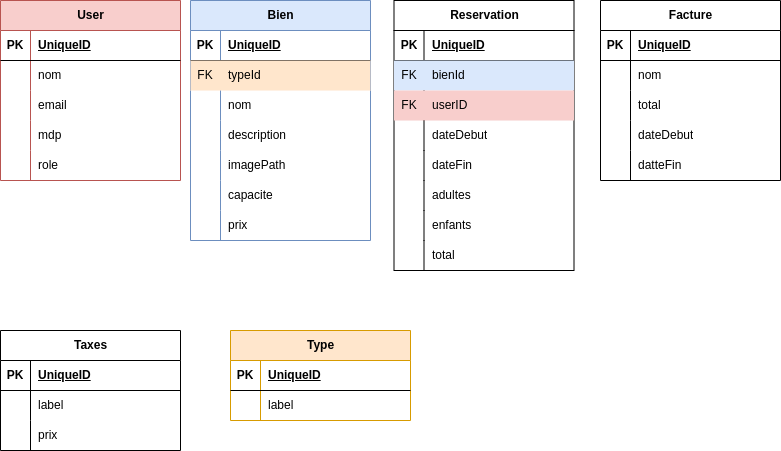 User
PK UniqueID
nom
email
mdp
role
Bien
PK UniqueID
FK typeId
nom
description
imagePath
capacite
prix
Reservation
PK UniqueID
FK bienId
FK userID
dateDebut
dateFin
adultes
enfants
total
Facture
PK UniqueID
nom
total
dateDebut
datteFin
Taxes
PK UniqueID
label
prix
Type
PK UniqueID
label